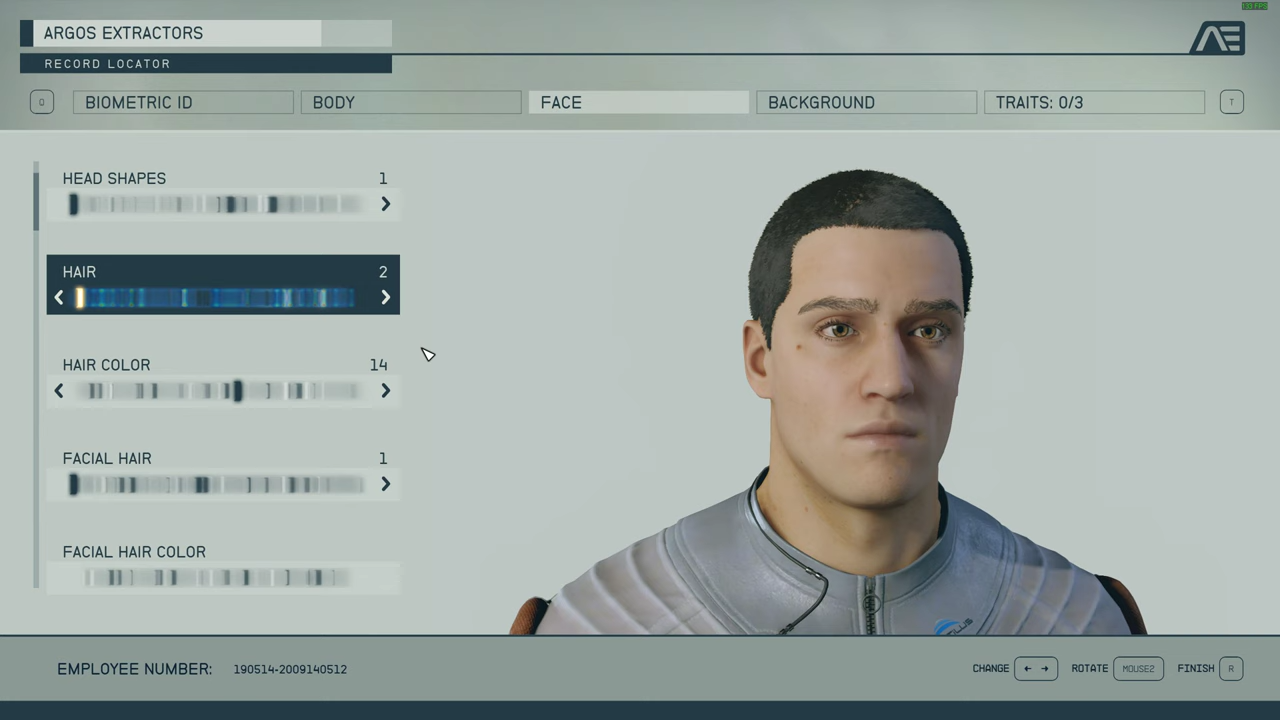 ARGOS EXTRACTORS
RECORD LOCATOR
Q BIOMETRIC ID BODY FACE BACKGROUND TRAITS: 0/3 T
HEAD SHAPES 1
HAIR 2
HAIR COLOR 14
FACIAL HAIR 1
FACIAL HAIR COLOR
EMPLOYEE NUMBER: 190514-2009140512
CHANGE ← → ROTATE MOUSE2 FINISH R